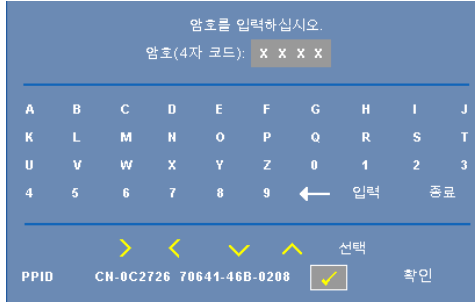 암호를 입력하십시오.
암호(4자 코드): X X X X
A B C D E F G H I J
K L M N O P Q R S T
U V W X Y Z 0 1 2 3
4 5 6 7 8 9 ← 입력 종료
선택
PPID CN-0C2726 70641-46B-0208 ✓ 확인